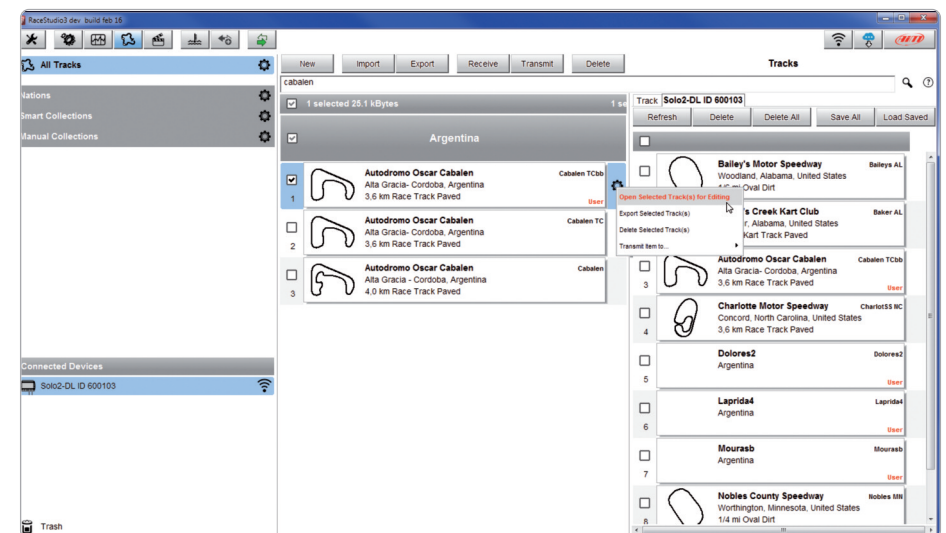 RaceStudio3 dev build feb 16
AiM
All Tracks
Nations
Smart Collections
Manual Collections
Connected Devices
Solo2-DL ID 600103
Trash
New Import Export Receive Transmit Delete
cabalen
1 selected 25.1 kBytes 1 se
Argentina
1
Autodromo Oscar Cabalen Cabalen TCbb
Alta Gracia- Cordoba, Argentina
3,6 km Race Track Paved
User
2
Autodromo Oscar Cabalen Cabalen TC
Alta Gracia- Cordoba, Argentina
3,6 km Race Track Paved
3
Autodromo Oscar Cabalen Cabalen
Alta Gracia - Cordoba, Argentina
4,0 km Race Track Paved
Open Selected Track(s) for Editing
Export Selected Track(s)
Delete Selected Track(s)
Transmit Item to...
Tracks
Track Solo2-DL ID 600103
Refresh Delete Delete All Save All Load Saved
Bailey's Motor Speedway Baileys AL
Woodland, Alabama, United States
mi Oval Dirt
's Creek Kart Club Baker AL
r, Alabama, United States
Kart Track Paved
3
Autodromo Oscar Cabalen Cabalen TCbb
Alta Gracia- Cordoba, Argentina
3,6 km Race Track Paved
User
4
Charlotte Motor Speedway CharlotSS NC
Concord, North Carolina, United States
3,6 km Race Track Paved
5
Dolores2 Dolores2
Argentina
User
6
Laprida4 Laprida4
Argentina
User
7
Mourasb Mourasb
Argentina
User
8
Nobles County Speedway Nobles MN
Worthington, Minnesota, United States
1/4 mi Oval Dirt